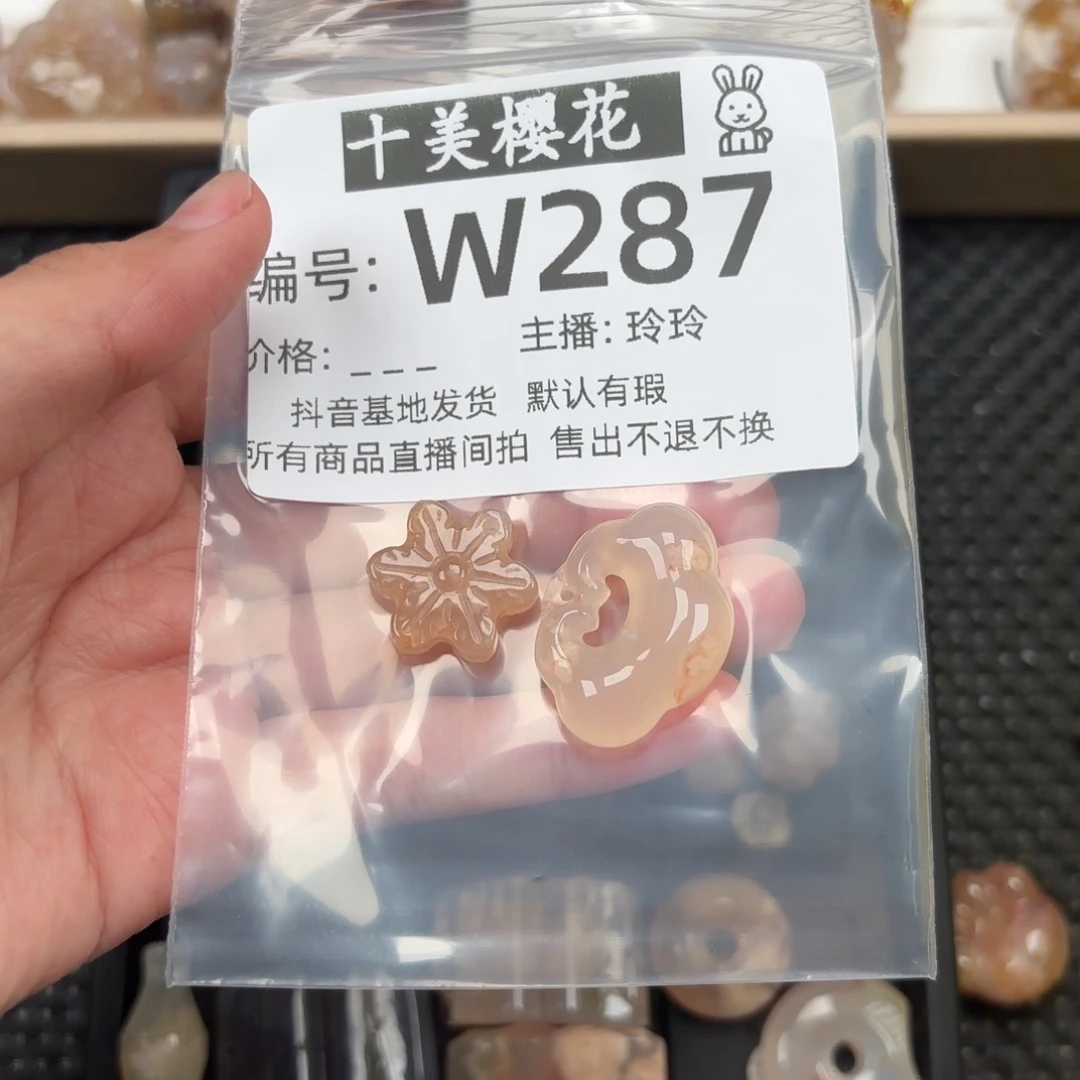 十美樱花
编号: W287
价格: _ _ _ 主播: 玲玲
抖音基地发货 默认有瑕
所有商品直播间拍 售出不退不换